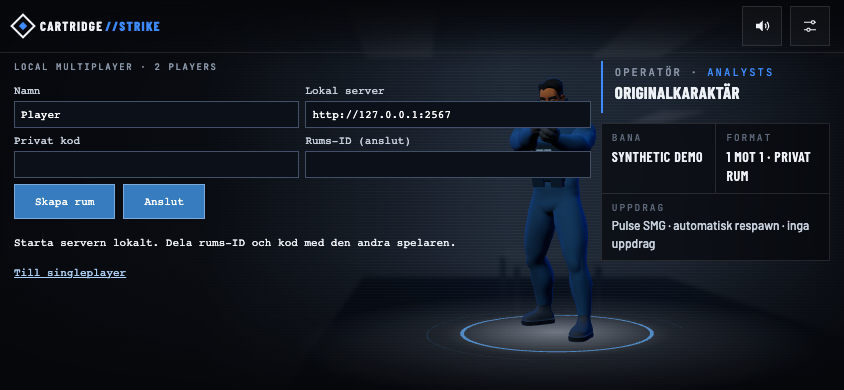 CARTRIDGE//STRIKE
LOCAL MULTIPLAYER · 2 PLAYERS
Namn
Player
Lokal server
http://127.0.0.1:2567
Privat kod
Rums-ID (anslut)
Skapa rum
Anslut
Starta servern lokalt. Dela rums-ID och kod med den andra spelaren.
Till singleplayer
OPERATÖR · ANALYSTS
ORIGINALKARAKTÄR
BANA
SYNTHETIC DEMO
FORMAT
1 MOT 1 · PRIVAT
RUM
UPPDRAG
Pulse SMG · automatisk respawn · inga
uppdrag